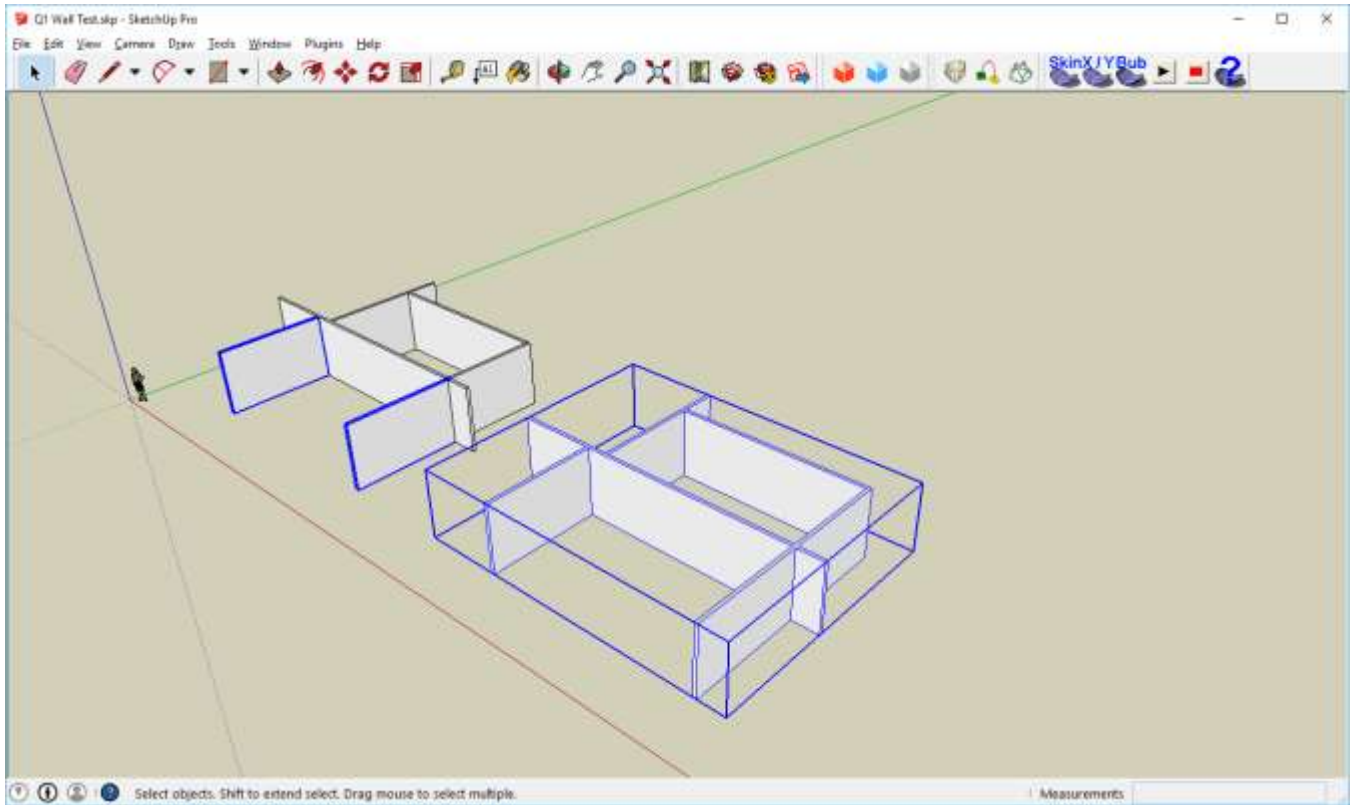 Q1 Wall Test.skp - SketchUp Pro
File Edit View Camera Draw Tools Window Plugins Help
SkinX/YBub
Select objects. Shift to extend select. Drag mouse to select multiple.
Measurements